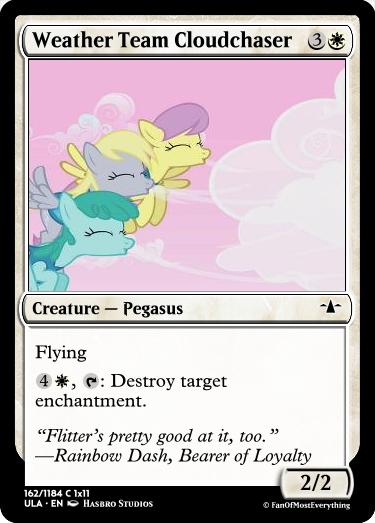 Weather Team Cloudchaser 3
Creature — Pegasus
Flying
4, : Destroy target
enchantment.
“Flitter's pretty good at it, too.”
—Rainbow Dash, Bearer of Loyalty
2/2
162/1184 C 1x11
ULA • EN Hasbro Studios
© FanOfMostEverything